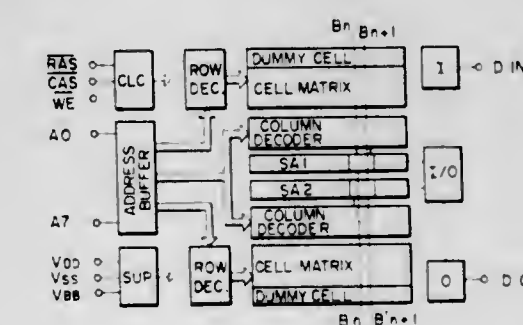 Bn Bn+1
RAS
CAS
WE
CLC
ROW DEC.
DUMMY CELL
CELL MATRIX
I
D IN
A0
A7
ADDRESS BUFFER
COLUMN DECODER
SA1
SA2
COLUMN DECODER
I/O
VDD
VSS
VBB
SUP
ROW DEC.
CELL MATRIX
DUMMY CELL
O
D O
Bn B'n+1